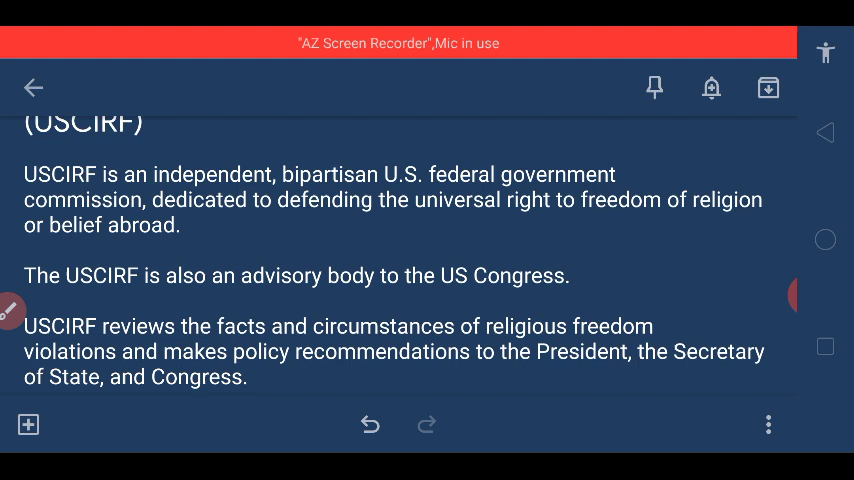 "AZ Screen Recorder",Mic in use
(USCIRF)
USCIRF is an independent, bipartisan U.S. federal government
commission, dedicated to defending the universal right to freedom of religion
or belief abroad.
The USCIRF is also an advisory body to the US Congress.
USCIRF reviews the facts and circumstances of religious freedom
violations and makes policy recommendations to the President, the Secretary
of State, and Congress.